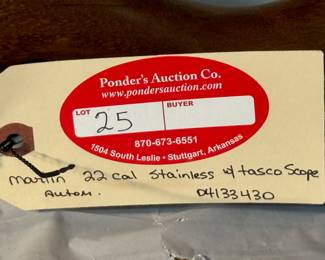 Ponder's Auction Co.
www.pondersauction.com
LOT 25 BUYER
870-673-6551
1504 South Leslie • Stuttgart, Arkansas
Marlin 22 cal Stainless w/ tasco Scope
Autom. 04133430